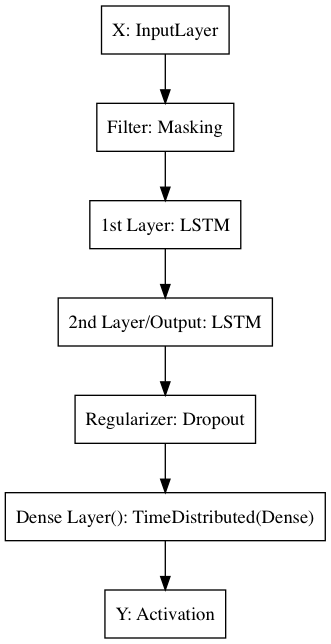 X: InputLayer
Filter: Masking
1st Layer: LSTM
2nd Layer/Output: LSTM
Regularizer: Dropout
Dense Layer(): TimeDistributed(Dense)
Y: Activation